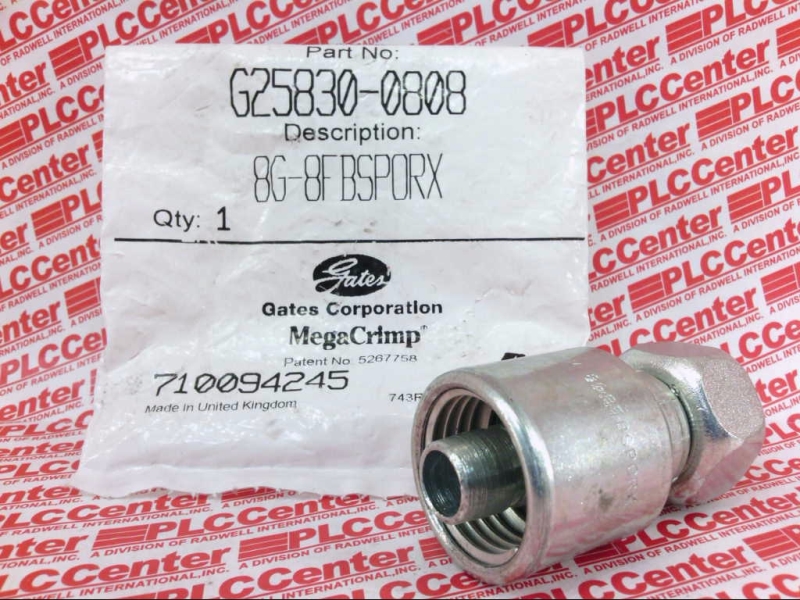 Part No:
G25830-0808
Description:
8G-8FBSPORX
Qty: 1
Gates
Gates Corporation
MegaCrimp®
Patent No. 5267758
710094245
Made In United Kingdom
743R
PLCCenter
A DIVISION OF RADWELL INTERNATIONAL, INC.